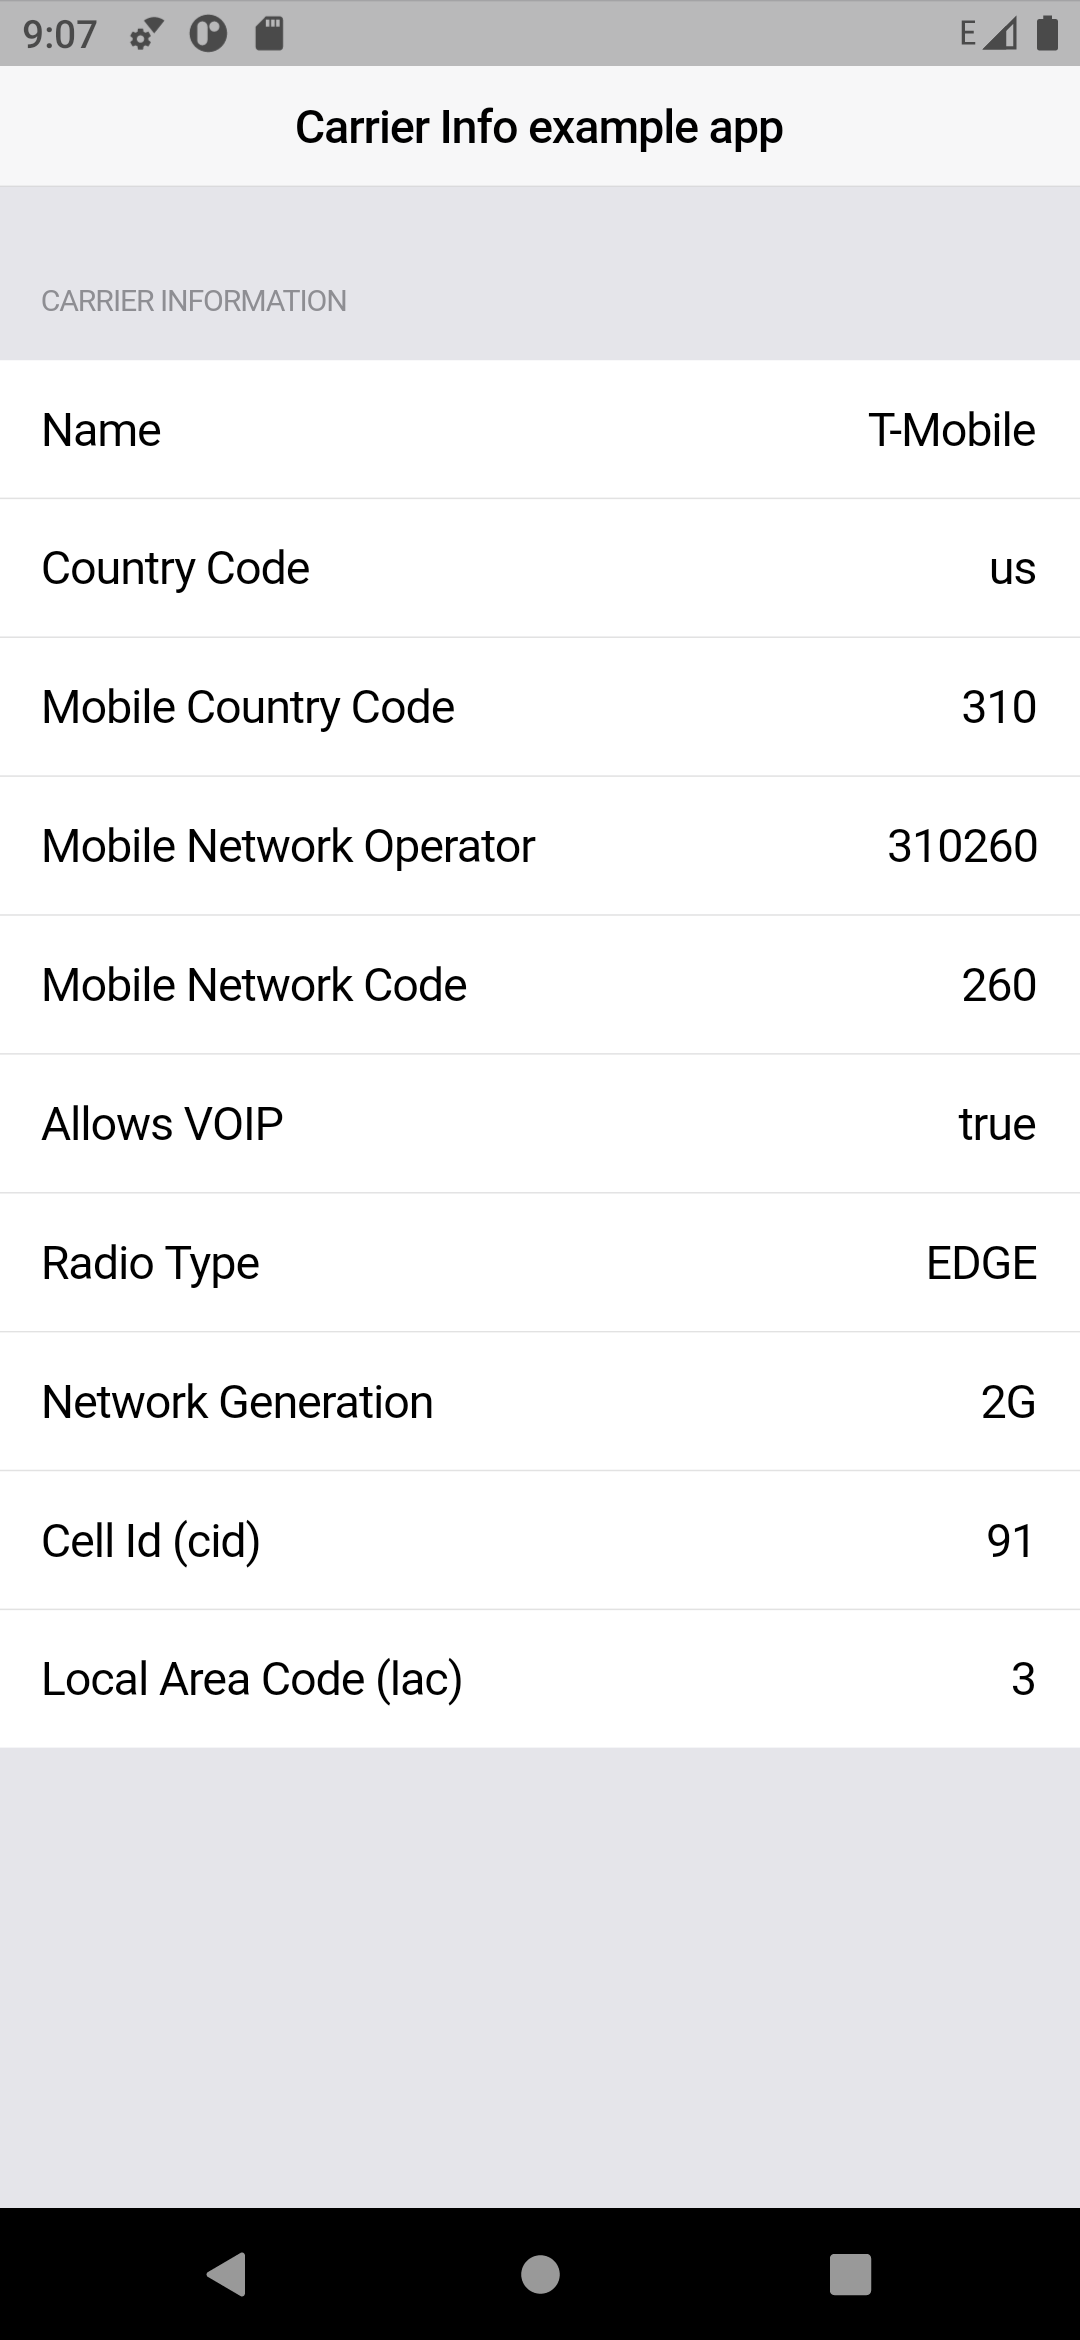 9:07 E
Carrier Info example app
CARRIER INFORMATION
Name T-Mobile
Country Code us
Mobile Country Code 310
Mobile Network Operator 310260
Mobile Network Code 260
Allows VOIP true
Radio Type EDGE
Network Generation 2G
Cell Id (cid) 91
Local Area Code (lac) 3